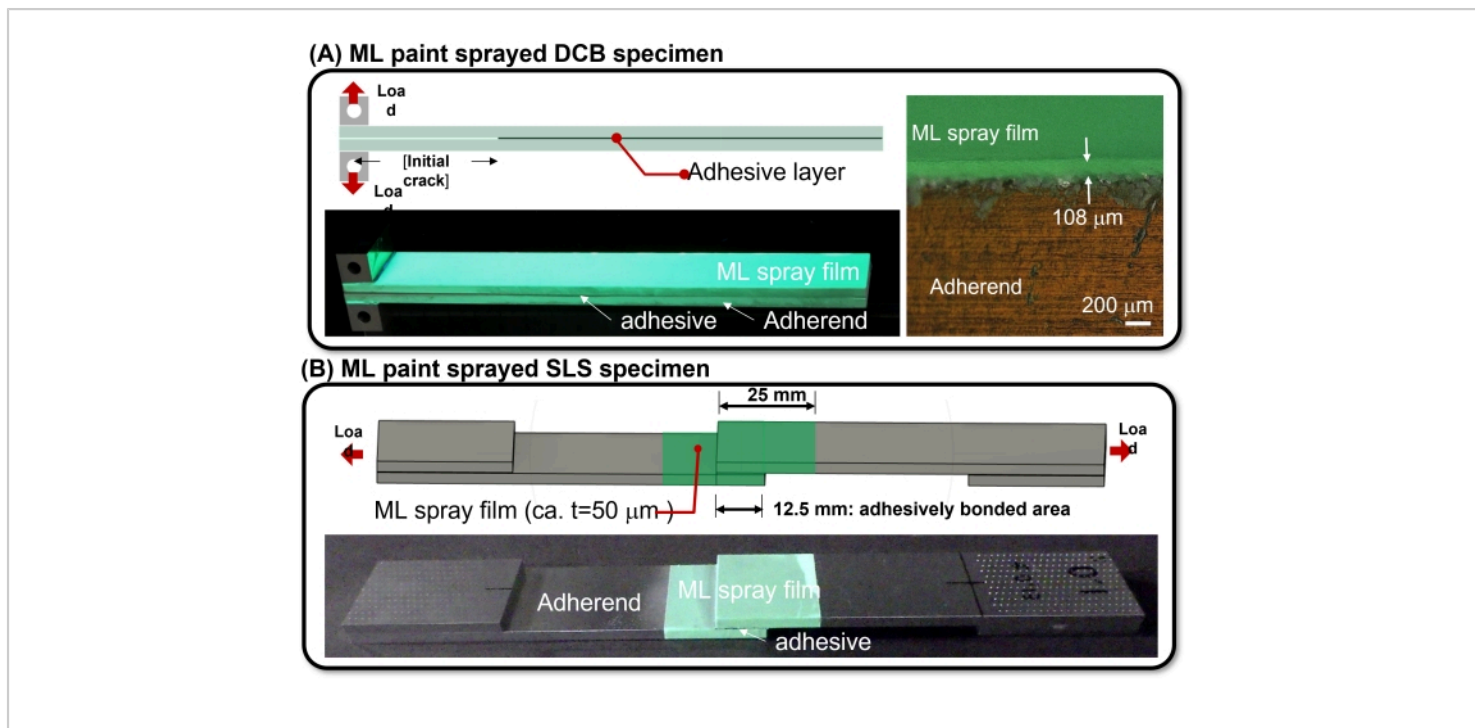 (A) ML paint sprayed DCB specimen
Loa
d
[Initial
crack]
Loa
d
Adhesive layer
ML spray film
adhesive
Adherend
ML spray film
108 μm
Adherend
200 μm
(B) ML paint sprayed SLS specimen
25 mm
Loa
d
Loa
d
ML spray film (ca. t=50 μm )
12.5 mm: adhesively bonded area
Adherend
ML spray film
adhesive